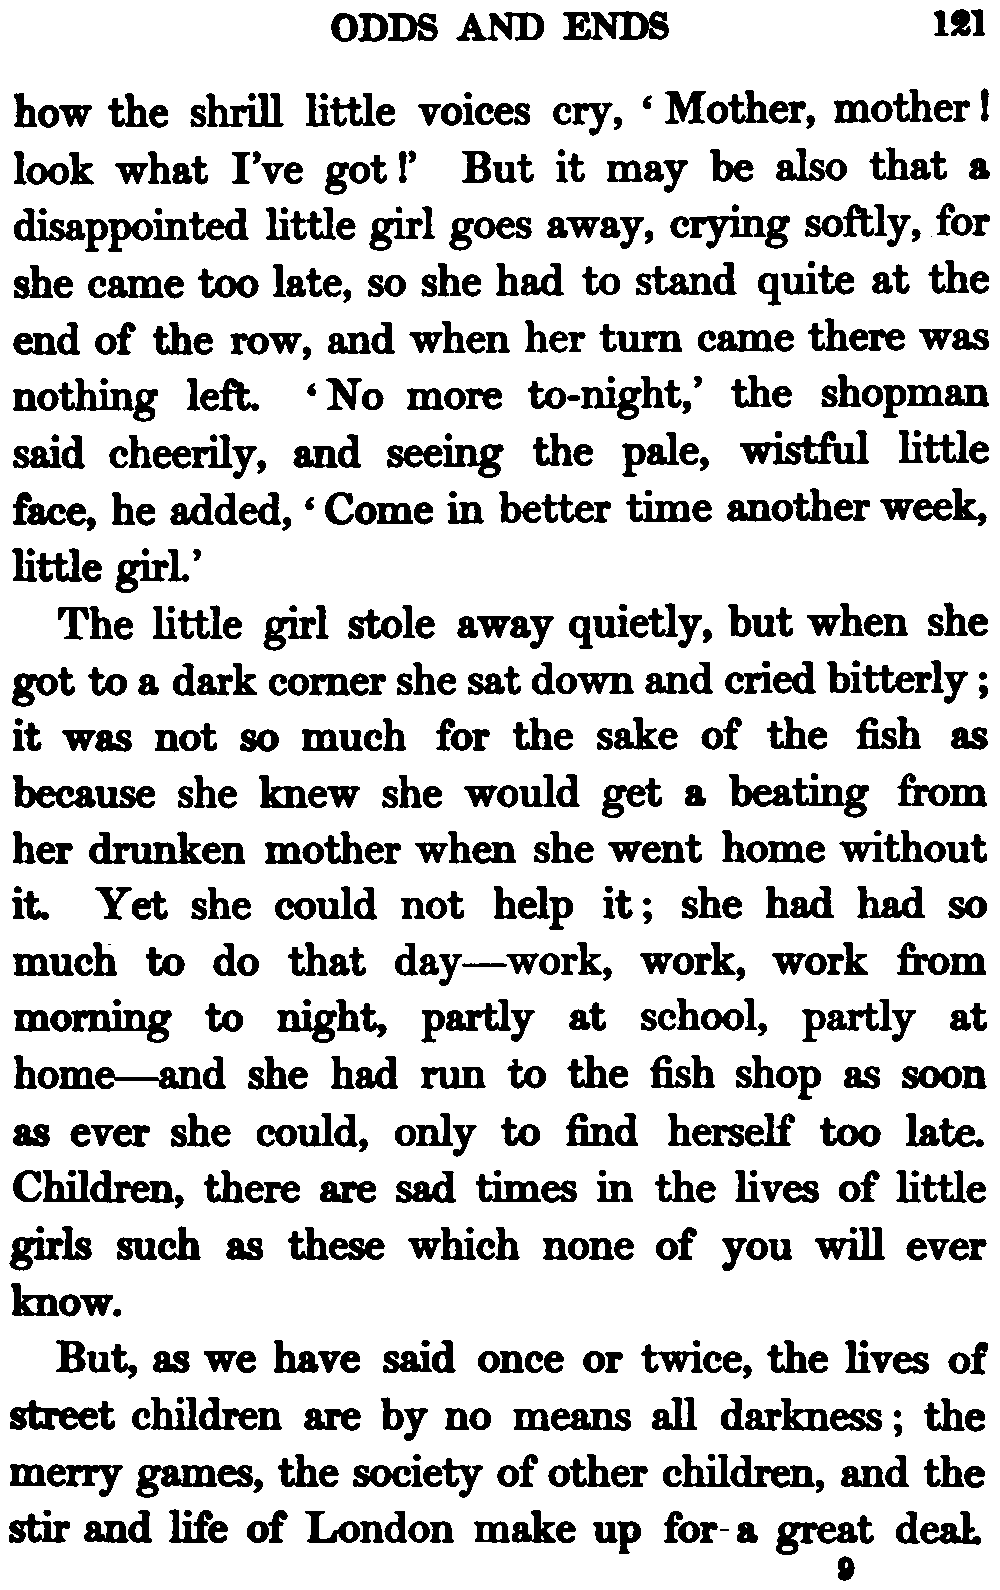 ODDS AND ENDS 121
how the shrill little voices cry, ‘ Mother, mother !
look what I’ve got !’ But it may be also that a
disappointed little girl goes away, crying softly, for
she came too late, so she had to stand quite at the
end of the row, and when her turn came there was
nothing left. ‘ No more to-night,’ the shopman
said cheerily, and seeing the pale, wistful little
face, he added, ‘ Come in better time another week,
little girl.’
The little girl stole away quietly, but when she
got to a dark corner she sat down and cried bitterly ;
it was not so much for the sake of the fish as
because she knew she would get a beating from
her drunken mother when she went home without
it. Yet she could not help it ; she had had so
much to do that day—work, work, work from
morning to night, partly at school, partly at
home—and she had run to the fish shop as soon
as ever she could, only to find herself too late.
Children, there are sad times in the lives of little
girls such as these which none of you will ever
know.
But, as we have said once or twice, the lives of
street children are by no means all darkness ; the
merry games, the society of other children, and the
stir and life of London make up for a great deal.
9